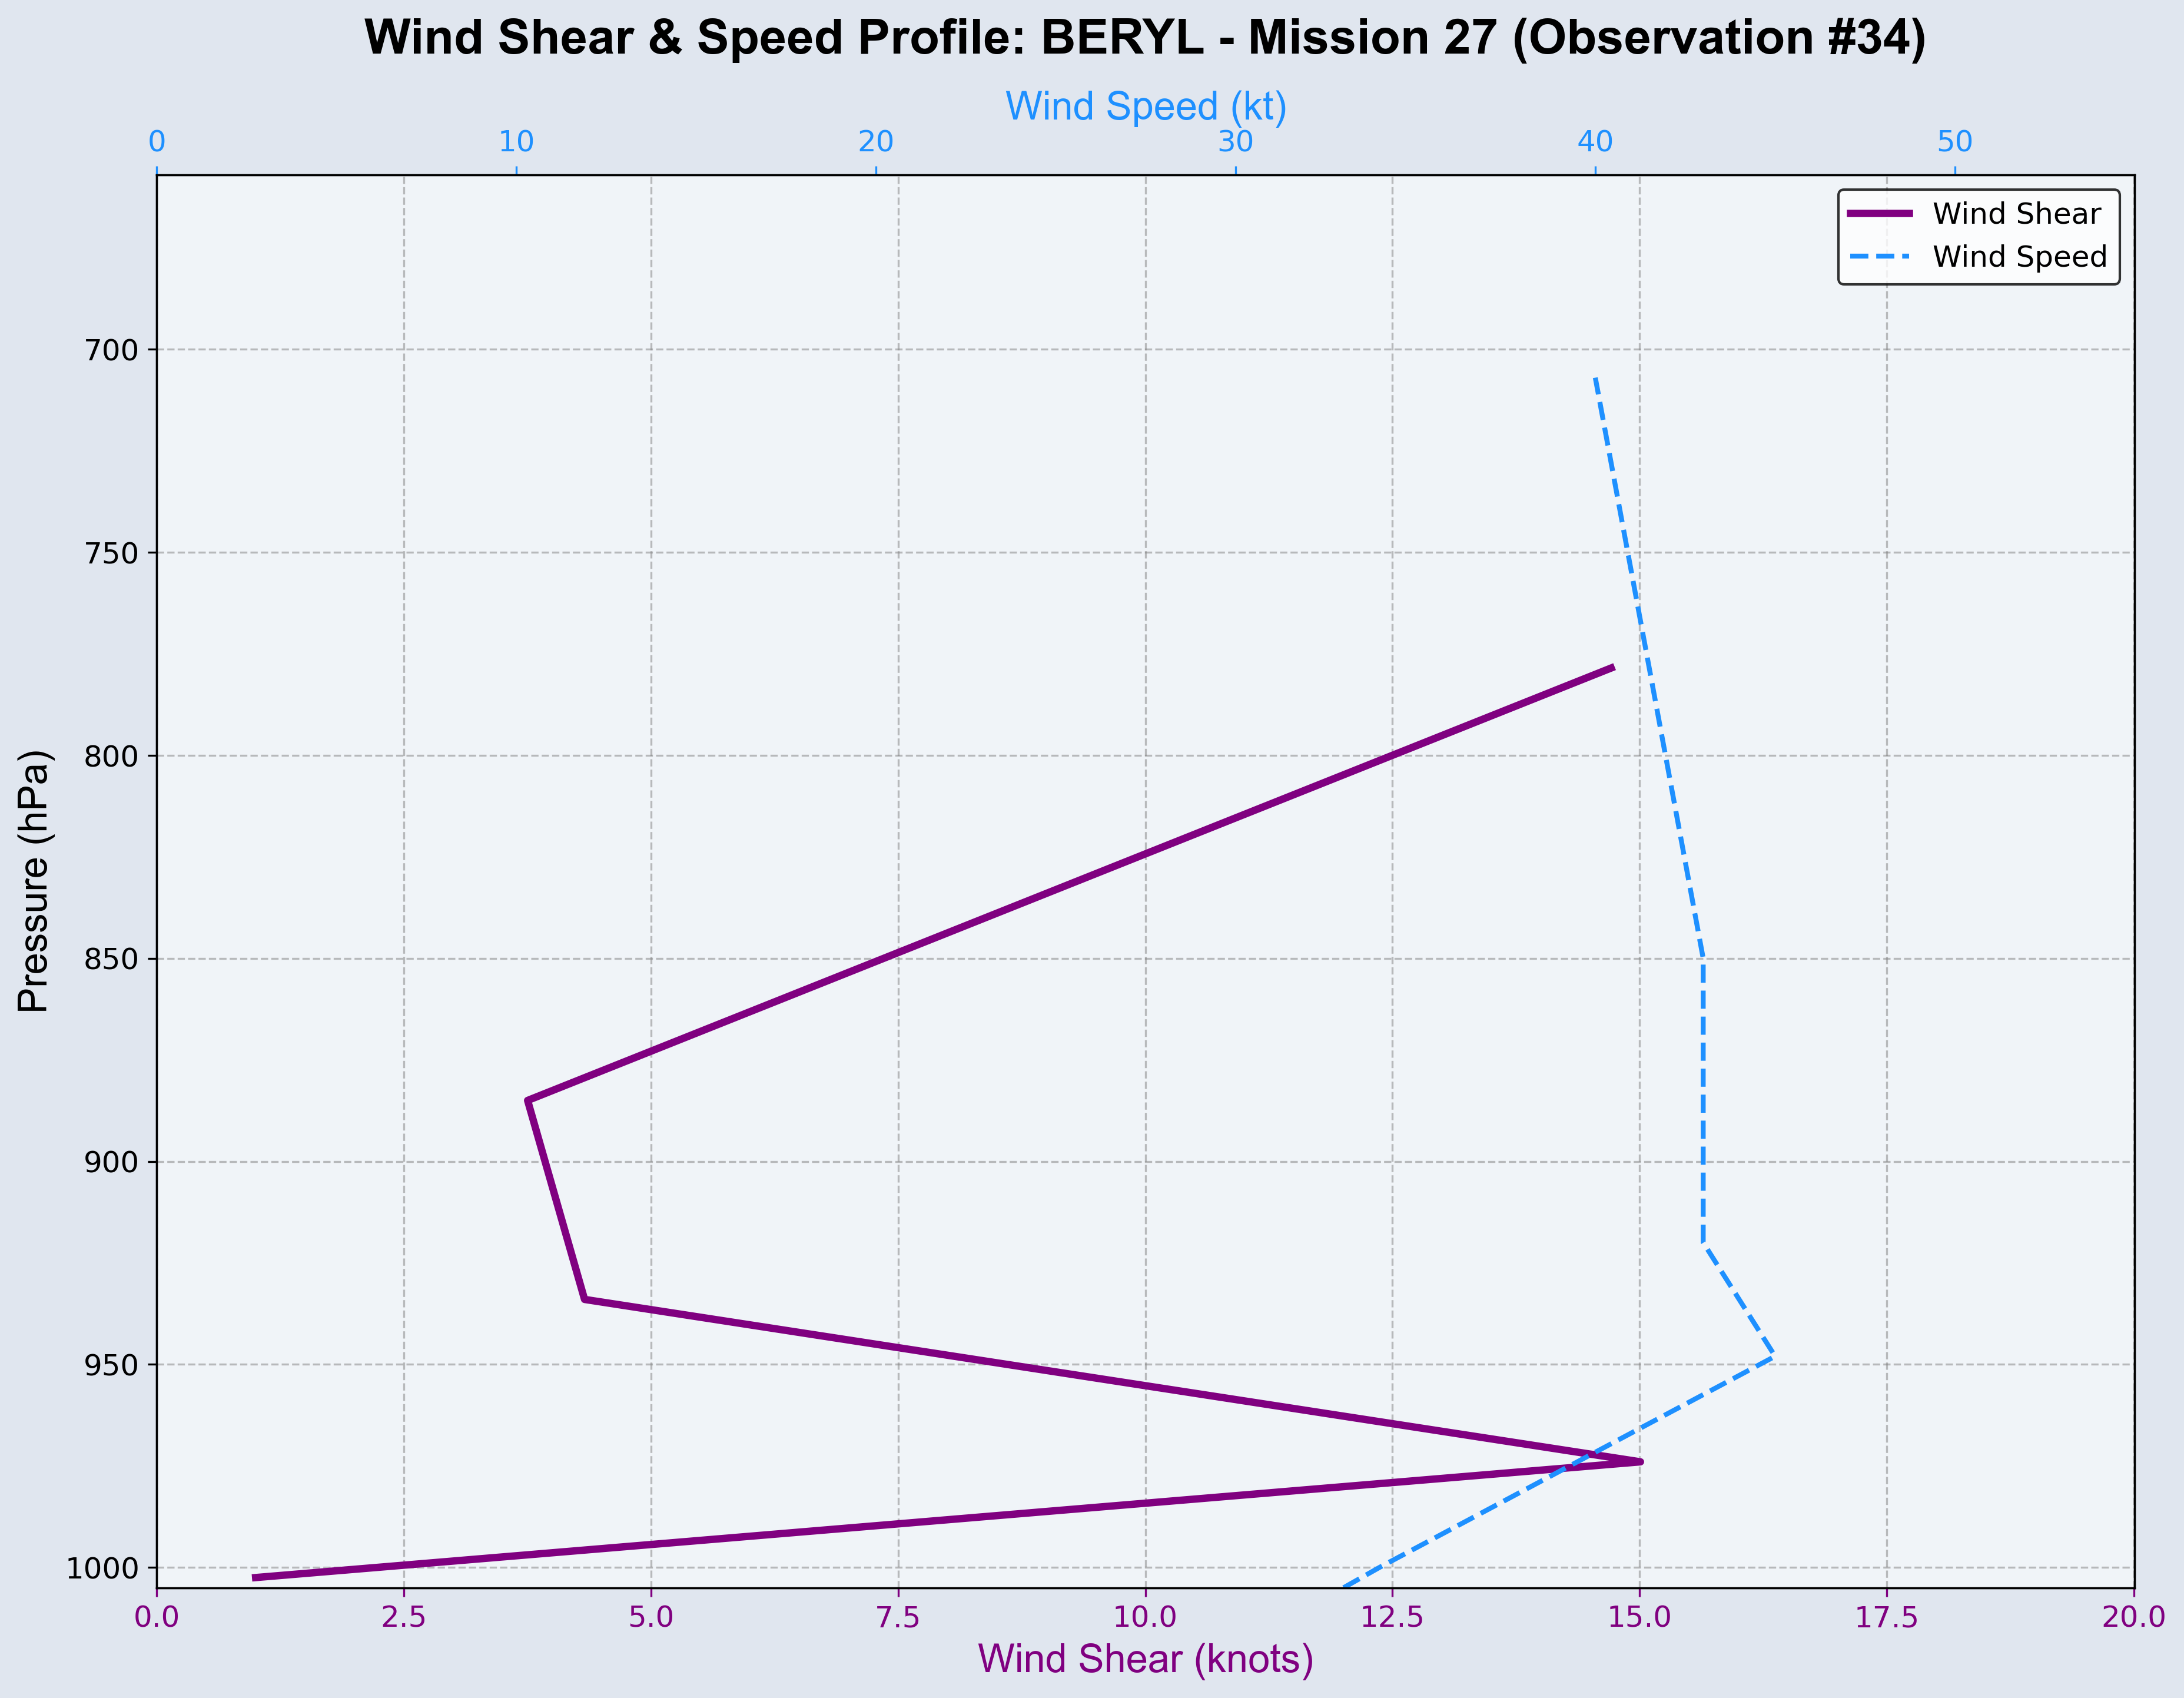 Wind Shear & Speed Profile: BERYL - Mission 27 (Observation #34)
Wind Speed (kt)
0 10 20 30 40 50
Wind Shear
Wind Speed
700
750
800
850
900
950
1000
Pressure (hPa)
0.0 2.5 5.0 7.5 10.0 12.5 15.0 17.5 20.0
Wind Shear (knots)